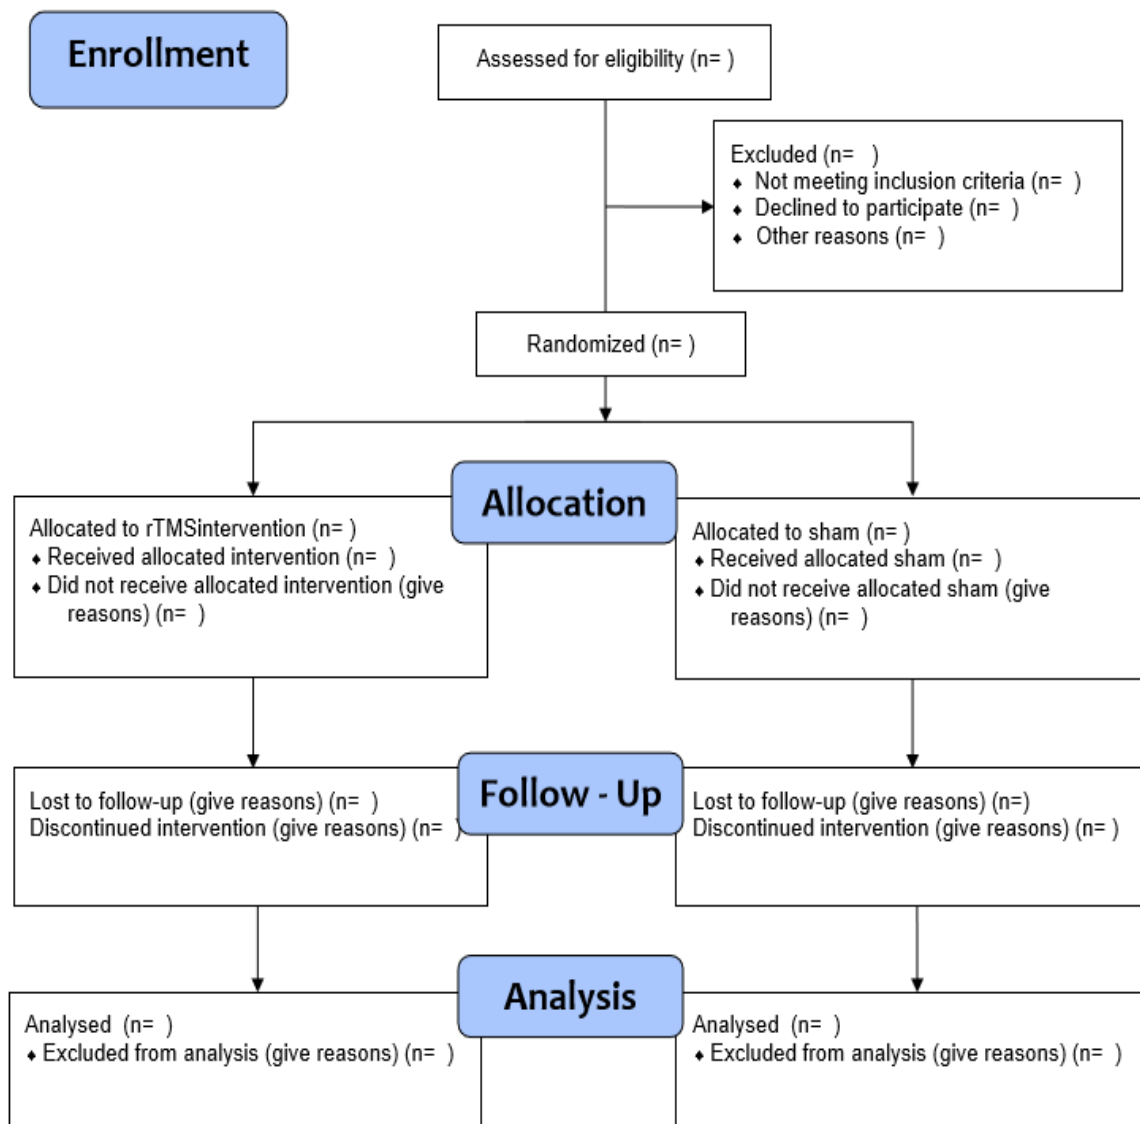 Enrollment
Assessed for eligibility (n= )
Excluded (n=  )
♦ Not meeting inclusion criteria (n=  )
♦ Declined to participate (n=  )
♦ Other reasons (n=  )
Randomized (n= )
Allocation
Allocated to rTMSintervention (n= )
♦ Received allocated intervention (n=  )
♦ Did not receive allocated intervention (give
reasons) (n=  )
Allocated to sham (n= )
♦ Received allocated sham (n=  )
♦ Did not receive allocated sham (give
reasons) (n=  )
Follow - Up
Lost to follow-up (give reasons) (n=  )
Discontinued intervention (give reasons) (n=  )
Lost to follow-up (give reasons) (n=)
Discontinued intervention (give reasons) (n= )
Analysis
Analysed  (n=  )
♦ Excluded from analysis (give reasons) (n=  )
Analysed  (n=  )
♦ Excluded from analysis (give reasons) (n=  )